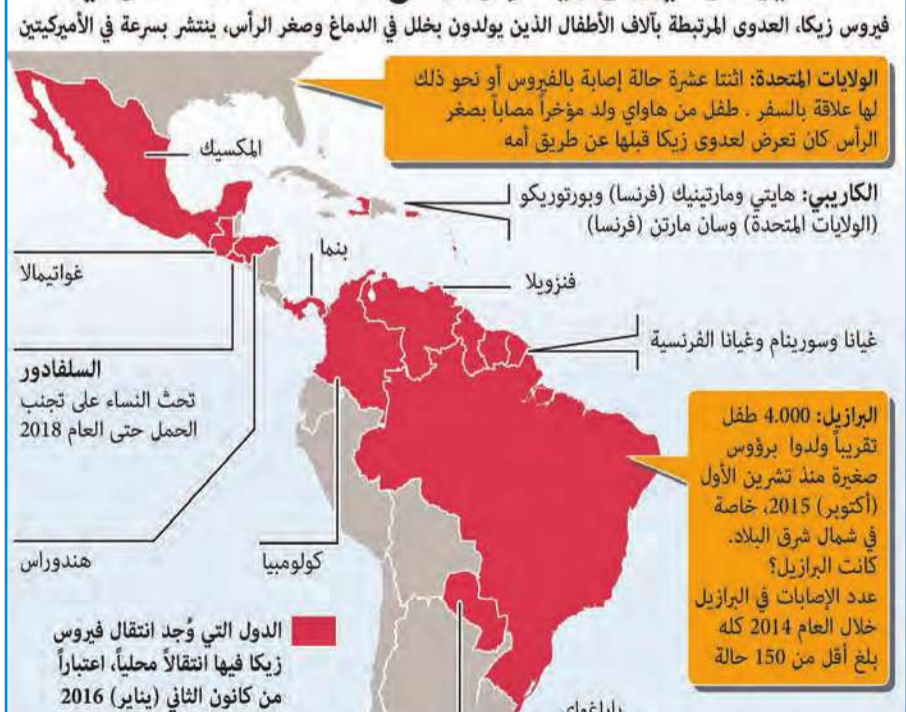 فيروس زيكا، العدوى المرتبطة بآلاف الأطفال الذين يولدون بخلل في الدماغ وصغر الرأس، ينتشر بسرعة في الأميركيتين
الولايات المتحدة: اثنتا عشرة حالة إصابة بالفيروس أو نحو ذلك
لها علاقة بالسفر . طفل من هاواي ولد مؤخراً مصاباً بصغر
الرأس كان تعرض لعدوى زيكا قبلها عن طريق أمه
المكسيك
الكاريبي: هايتي ومارتينيك (فرنسا) وبورتوريكو
(الولايات المتحدة) وسان مارتن (فرنسا)
بنما
غواتيمالا
فنزويلا
غيانا وسورينام وغيانا الفرنسية
السلفادور
تحثّ النساء على تجنب
الحمل حتى العام 2018
البرازيل: 4.000 طفل
تقريباً ولدوا برؤوس
صغيرة منذ تشرين الأول
(أكتوبر) 2015، خاصة
في شمال شرق البلاد.
كانت البرازيل؟
عدد الإصابات في البرازيل
خلال العام 2014 كله
بلغ أقل من 150 حالة
هندوراس
كولومبيا
الدول التي وُجد انتقال فيروس
زيكا فيها انتقالاً محلياً، اعتباراً
من كانون الثاني (يناير) 2016
باراغواي